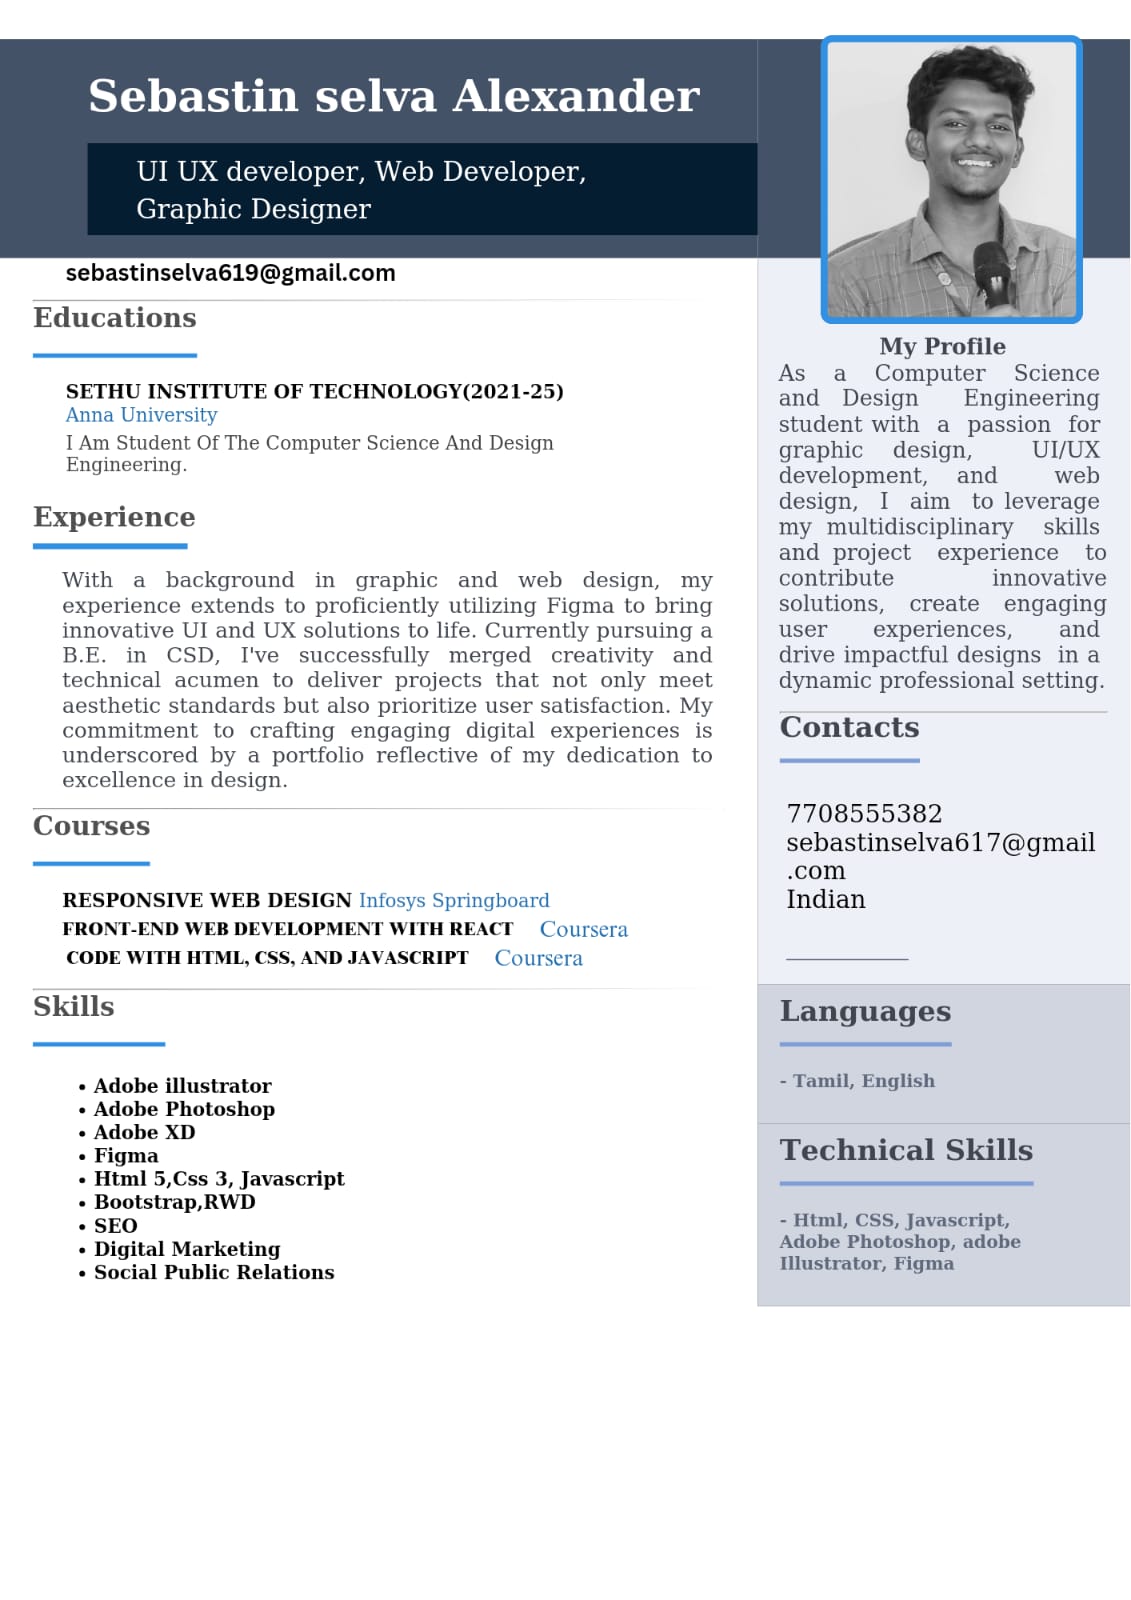 Sebastin selva Alexander
UI UX developer, Web Developer,
Graphic Designer
sebastinselva619@gmail.com
Educations
SETHU INSTITUTE OF TECHNOLOGY(2021-25)
Anna University
I Am Student Of The Computer Science And Design
Engineering.
Experience
With a background in graphic and web design, my
experience extends to proficiently utilizing Figma to bring
innovative UI and UX solutions to life. Currently pursuing a
B.E. in CSD, I've successfully merged creativity and
technical acumen to deliver projects that not only meet
aesthetic standards but also prioritize user satisfaction. My
commitment to crafting engaging digital experiences is
underscored by a portfolio reflective of my dedication to
excellence in design.
Courses
RESPONSIVE WEB DESIGN Infosys Springboard
FRONT-END WEB DEVELOPMENT WITH REACT Coursera
CODE WITH HTML, CSS, AND JAVASCRIPT Coursera
Skills
• Adobe illustrator
• Adobe Photoshop
• Adobe XD
• Figma
• Html 5,Css 3, Javascript
• Bootstrap,RWD
• SEO
• Digital Marketing
• Social Public Relations
My Profile
As a Computer Science
and Design Engineering
student with a passion for
graphic design, UI/UX
development, and web
design, I aim to leverage
my multidisciplinary skills
and project experience to
contribute innovative
solutions, create engaging
user experiences, and
drive impactful designs in a
dynamic professional setting.
Contacts
7708555382
sebastinselva617@gmail
.com
Indian
Languages
- Tamil, English
Technical Skills
- Html, CSS, Javascript,
Adobe Photoshop, adobe
Illustrator, Figma